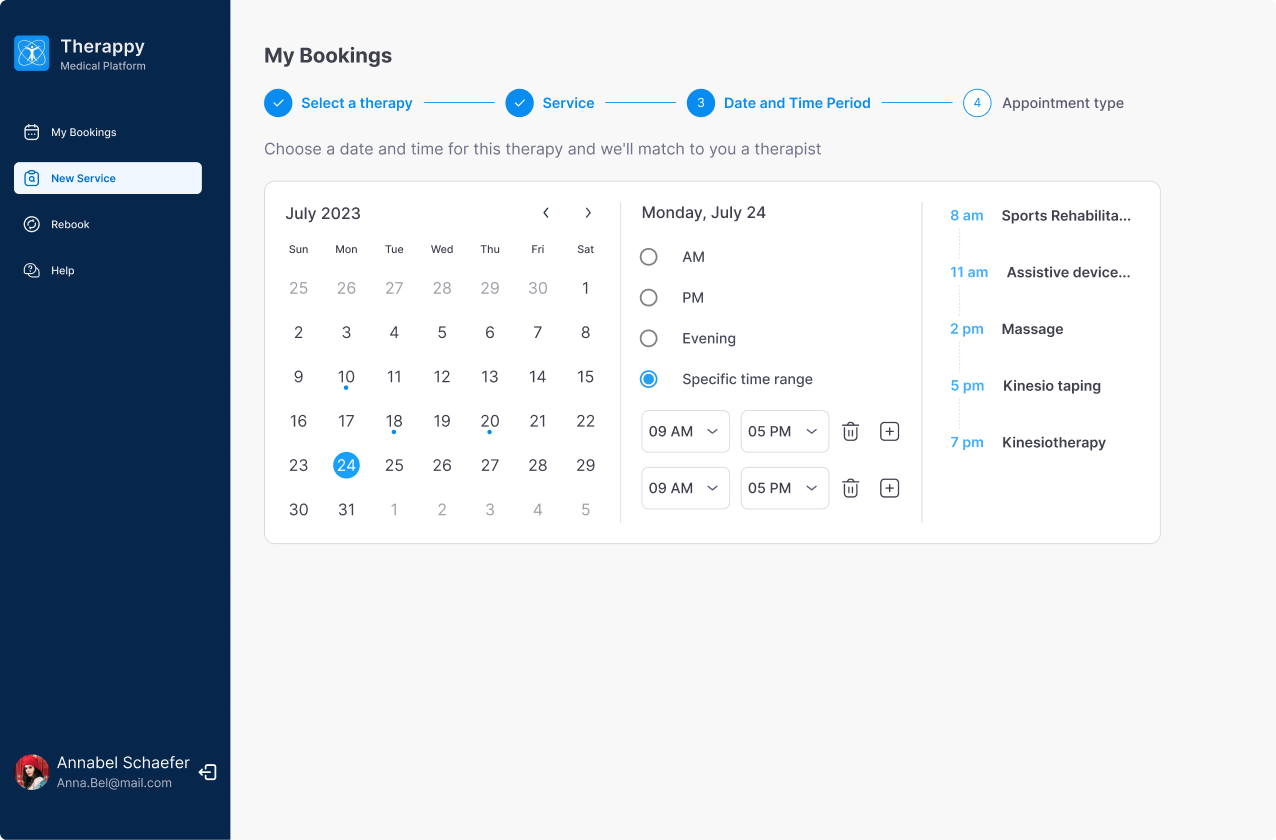 Therappy
Medical Platform
My Bookings
New Service
Rebook
Help
Annabel Schaefer
Anna.Bel@mail.com
My Bookings
Select a therapy Service 3 Date and Time Period 4 Appointment type
Choose a date and time for this therapy and we'll match to you a therapist
July 2023
Sun Mon Tue Wed Thu Fri Sat
25 26 27 28 29 30 1
2 3 4 5 6 7 8
9 10 11 12 13 14 15
16 17 18 19 20 21 22
23 24 25 26 27 28 29
30 31 1 2 3 4 5
Monday, July 24
AM
PM
Evening
Specific time range
09 AM 05 PM
09 AM 05 PM
8 am Sports Rehabilita...
11 am Assistive device...
2 pm Massage
5 pm Kinesio taping
7 pm Kinesiotherapy